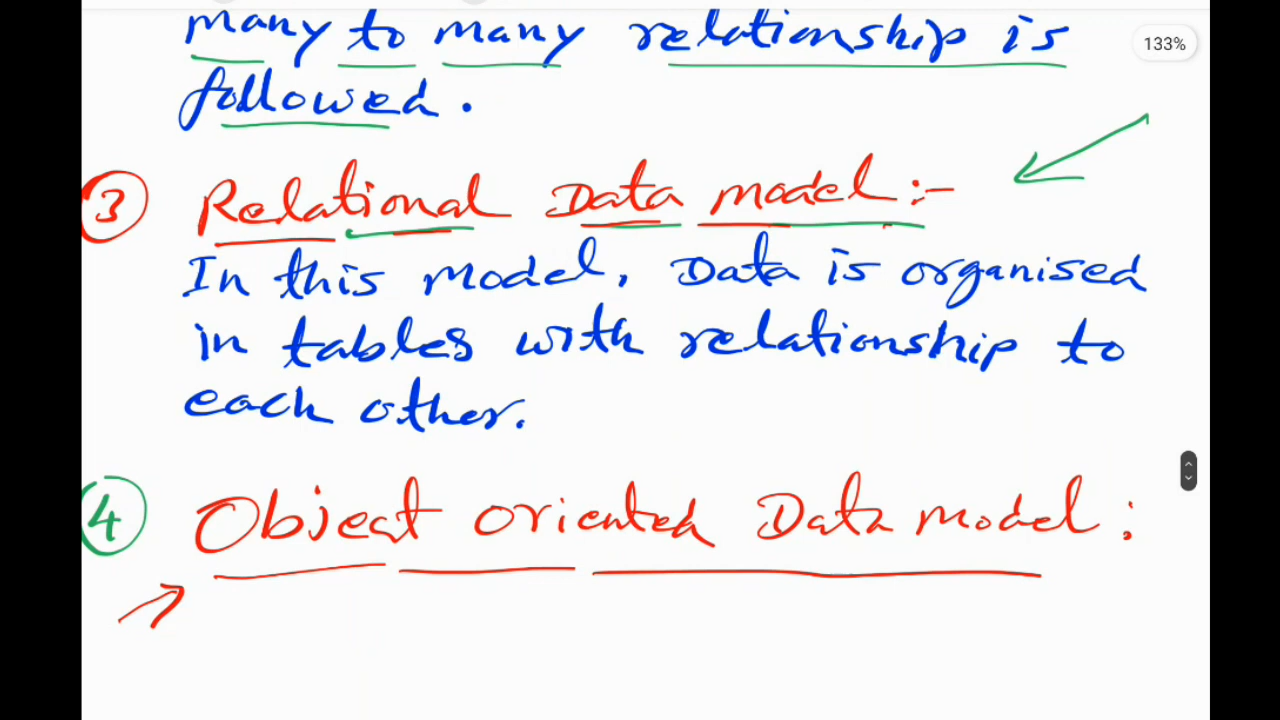 many to many relationship is
followed.
133%
③ Relational Data model:-
In this model, Data is organised
in tables with relationship to
each other.
④ Object oriented Data model: